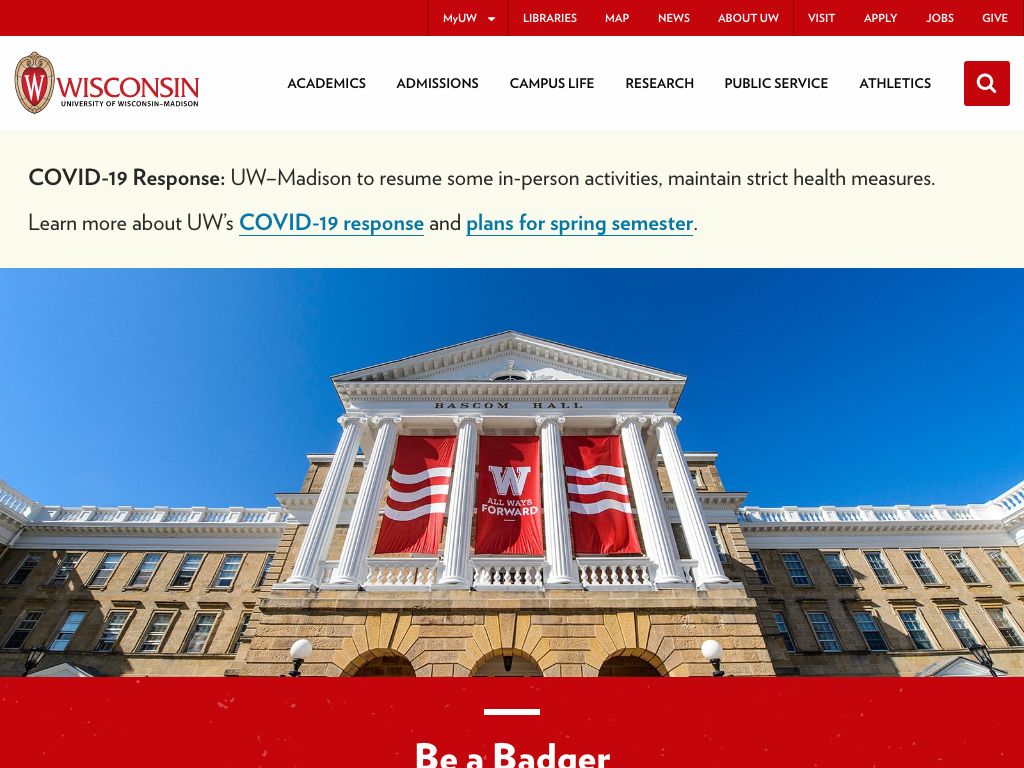 MyUW
LIBRARIES
MAP
NEWS
ABOUT UW
VISIT
APPLY
JOBS
GIVE
W
WISCONSIN
UNIVERSITY OF WISCONSIN–MADISON
ACADEMICS
ADMISSIONS
CAMPUS LIFE
RESEARCH
PUBLIC SERVICE
ATHLETICS
COVID-19 Response: UW–Madison to resume some in-person activities, maintain strict health measures.
Learn more about UW’s COVID-19 response and plans for spring semester.
BASCOM HALL
W
ALL WAYS
FORWARD
Be a Badger